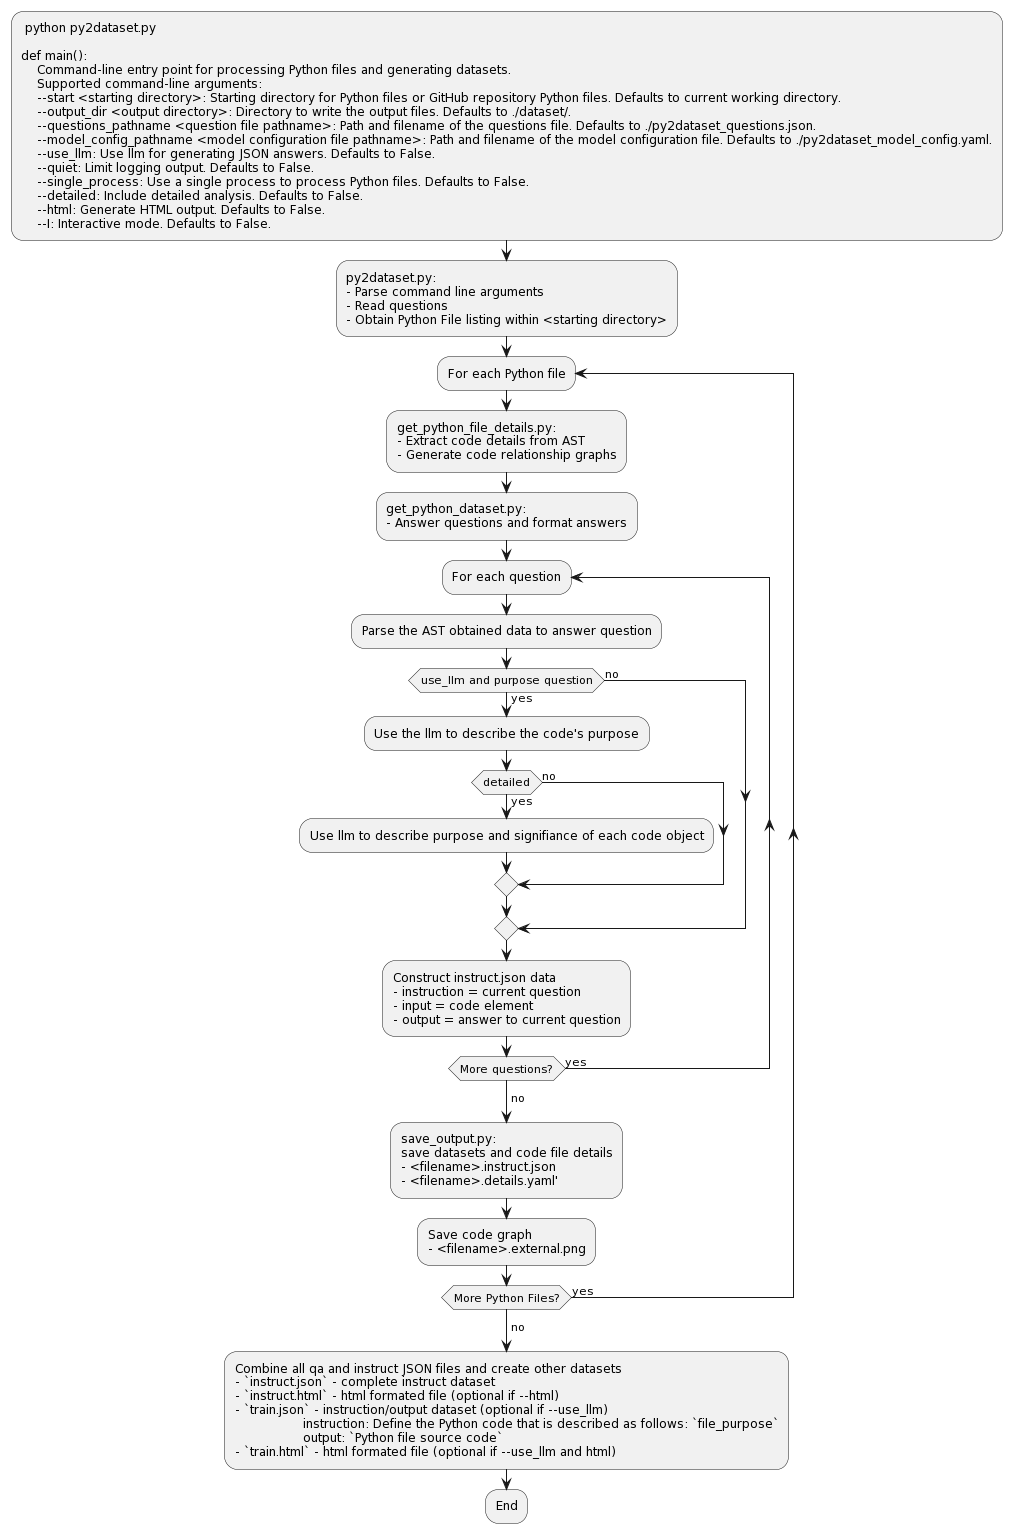 python py2dataset.py
def main():
Command-line entry point for processing Python files and generating datasets.
Supported command-line arguments:
--start <starting directory>: Starting directory for Python files or GitHub repository Python files. Defaults to current working directory.
--output_dir <output directory>: Directory to write the output files. Defaults to ./dataset/.
--questions_pathname <question file pathname>: Path and filename of the questions file. Defaults to ./py2dataset_questions.json.
--model_config_pathname <model configuration file pathname>: Path and filename of the model configuration file. Defaults to ./py2dataset_model_config.yaml.
--use_llm: Use llm for generating JSON answers. Defaults to False.
--quiet: Limit logging output. Defaults to False.
--single_process: Use a single process to process Python files. Defaults to False.
--detailed: Include detailed analysis. Defaults to False.
--html: Generate HTML output. Defaults to False.
--I: Interactive mode. Defaults to False.
py2dataset.py:
- Parse command line arguments
- Read questions
- Obtain Python File listing within <starting directory>
For each Python file
get_python_file_details.py:
- Extract code details from AST
- Generate code relationship graphs
get_python_dataset.py:
- Answer questions and format answers
For each question
Parse the AST obtained data to answer question
use_llm and purpose question
no
yes
Use the llm to describe the code's purpose
detailed
no
yes
Use llm to describe purpose and signifiance of each code object
Construct instruct.json data
- instruction = current question
- input = code element
- output = answer to current question
More questions?
yes
no
save_output.py:
save datasets and code file details
- <filename>.instruct.json
- <filename>.details.yaml'
Save code graph
- <filename>.external.png
More Python Files?
yes
no
Combine all qa and instruct JSON files and create other datasets
- `instruct.json` - complete instruct dataset
- `instruct.html` - html formated file (optional if --html)
- `train.json` - instruction/output dataset (optional if --use_llm)
instruction: Define the Python code that is described as follows: `file_purpose`
output: `Python file source code`
- `train.html` - html formated file (optional if --use_llm and html)
End